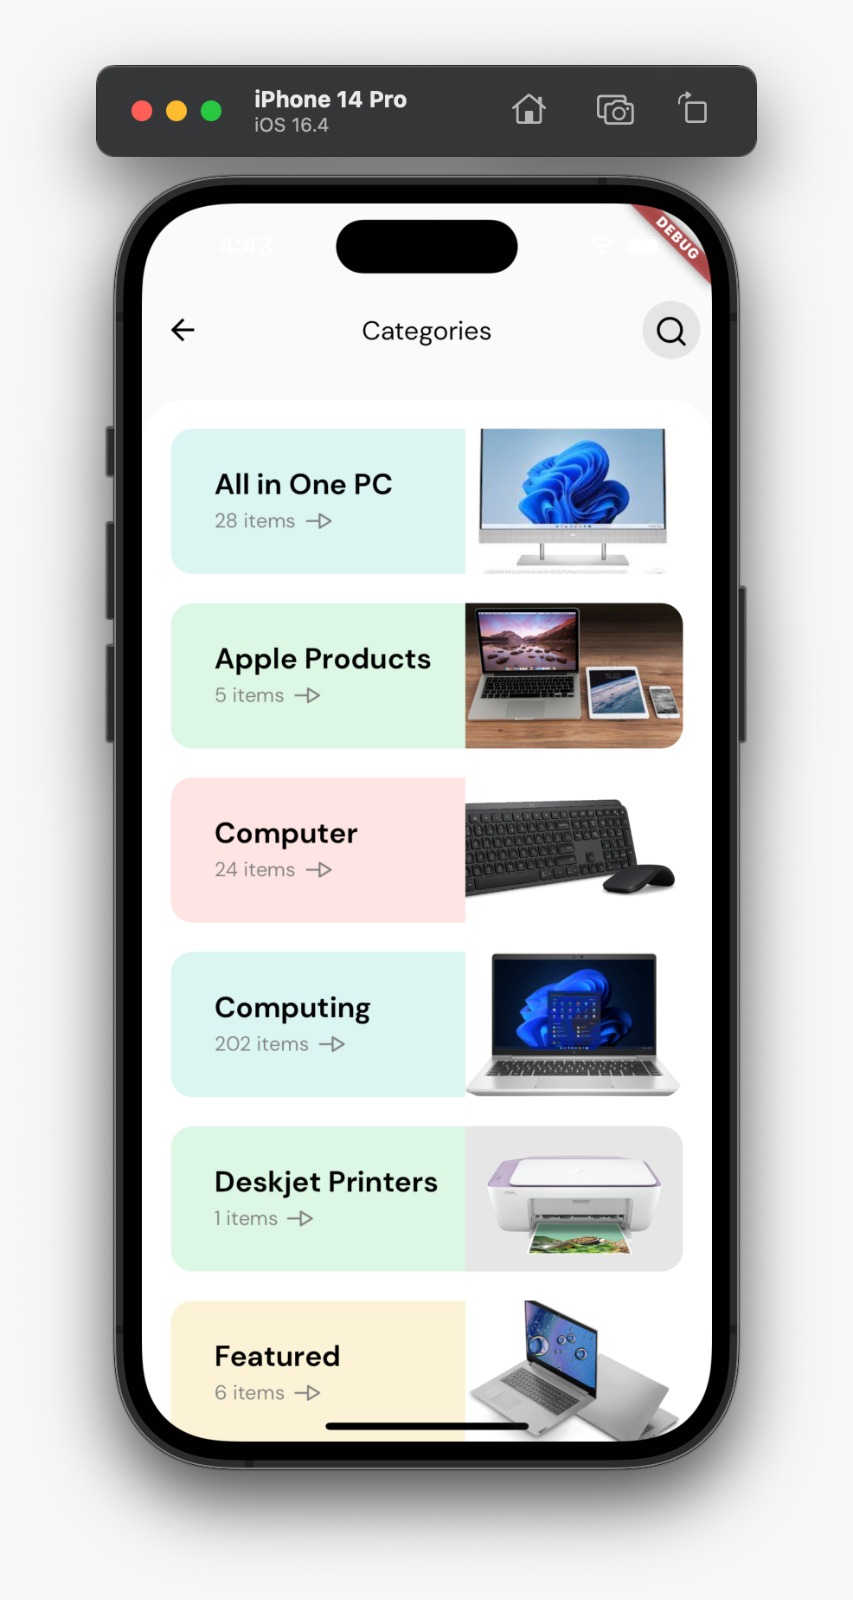 iPhone 14 Pro
iOS 16.4
4:43
DEBUG
Categories
All in One PC
28 items
Apple Products
5 items
Computer
24 items
Computing
202 items
Deskjet Printers
1 items
Featured
6 items